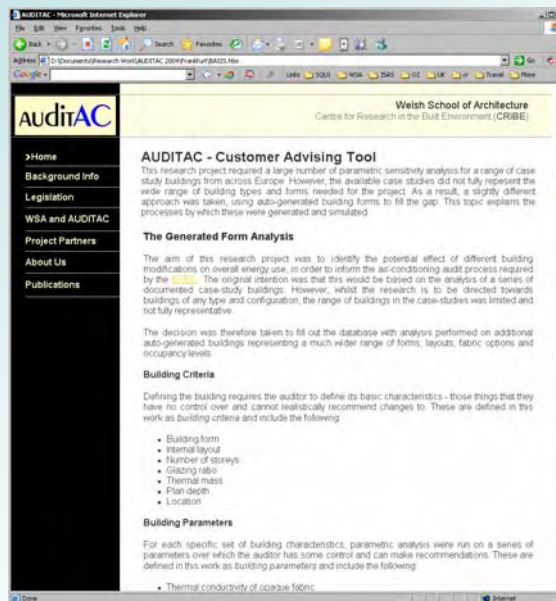 AUDITAC - Microsoft Internet Explorer
File Edit View Favorites Tools Help
Back Search Favorites
Address D:\Documents\Research Work\AUDITAC 2004\Frankfurt\BASIS.htm Go
Google Links SQU1 WSA ISAS OZ UK cr Travel More
AUDITAC
Welsh School of Architecture
Centre for Research in the Built Environment (CRiBE)
>Home
Background Info
Legislation
WSA and AUDITAC
Project Partners
About Us
Publications
AUDITAC - Customer Advising Tool
This research project required a large number of parametric sensitivity analysis for a range of case
study buildings from across Europe. However, the available case studies did not fully repesent the
wide range of building types and forms needed for the project. As a result, a slightly different
approach was taken, using auto-generated building forms to fill the gap. This topic explains the
processes by which these were generated and simulated.
The Generated Form Analysis
The aim of this research project was to identify the potential effect of different building
modifications on overall energy use, in order to inform the air-conditioning audit process required
by the The original intention was that this would be based on the analysis of a series of
documented case-study buildings. However, whilst the research is to be directed towards
buildings of any type and configuration, the range of buildings in the case-studies was limited and
not fully representative.
The decision was therefore taken to fill out the database with analysis performed on additional
auto-generated buildings representing a much wider range of forms, layouts, fabric options and
occupancy levels.
Building Criteria
Defining the building requires the auditor to define its basic characteristics - those things that they
have no control over and cannot realistically recommend changes to. These are defined in this
work as building criteria and include the following:
• Building form
• Internal layout
• Number of storeys
• Glazing ratio
• Thermal mass
• Plan depth
• Location
Building Parameters
For each specific set of building characteristics, parametric analysis were run on a series of
parameters over which the auditor has some control and can make recommendations. These are
defined in this work as building parameters and include the following:
• Thermal conductivity of opaque fabric
Done Internet